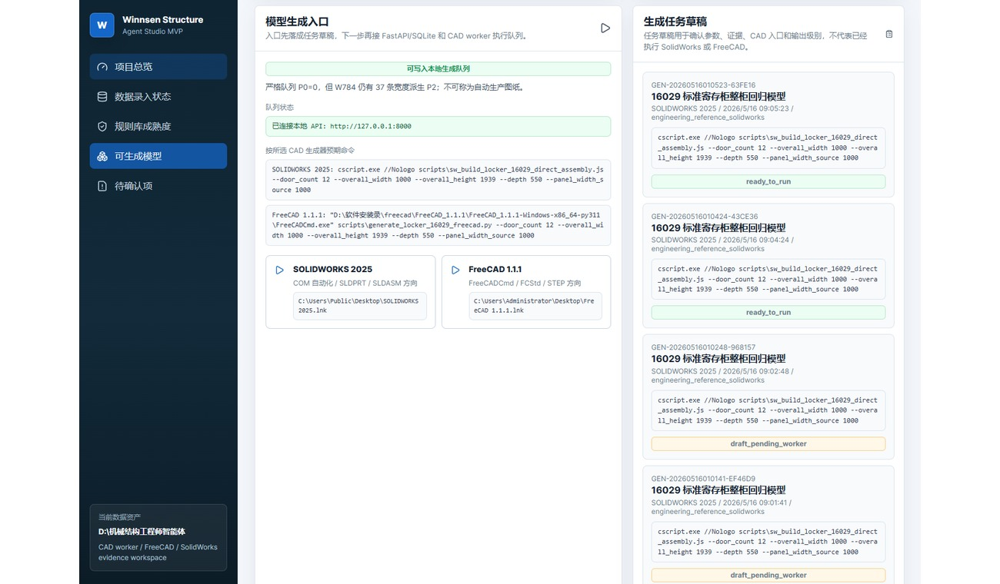 W
Winnsen Structure
Agent Studio MVP
项目总览
数据录入状态
规则库成熟度
可生成模型
待确认项
当前数据资产
D:\机械结构工程师智能体
CAD worker / FreeCAD / SolidWorks
evidence workspace
模型生成入口
入口先落成任务草稿，下一步再接 FastAPI/SQLite 和 CAD worker 执行队列。
可写入本地生成队列
严格队列 P0=0，但 W784 仍有 37 条宽度派生 P2；不可称为自动生产图纸。
队列状态
已连接本地 API: http://127.0.0.1:8000
按所选 CAD 生成器预期命令
SOLIDWORKS 2025: cscript.exe //Nologo scripts\sw_build_locker_16029_direct_assembly.js
--door_count 12 --overall_width 1000 --overall_height 1939 --depth 550 --panel_width_s
ource 1000
FreeCAD 1.1.1: "D:\软件安装录\freecad\FreeCAD_1.1.1\FreeCAD_1.1.1-Windows-x86_64-py311
\FreeCADCmd.exe" scripts\generate_locker_16029_freecad.py --door_count 12 --overall_wi
dth 1000 --overall_height 1939 --depth 550 --panel_width_source 1000
SOLIDWORKS 2025
COM 自动化 / SLDPRT / SLDASM 方向
C:\Users\Public\Desktop\SOLIDWORKS
2025.lnk
FreeCAD 1.1.1
FreeCADCmd / FCStd / STEP 方向
C:\Users\Administrator\Desktop\Fre
eCAD 1.1.1.lnk
生成任务草稿
任务草稿用于确认参数、证据、CAD 入口和输出级别，不代表已经
执行 SolidWorks 或 FreeCAD。
GEN-20260516010523-63FE16
16029 标准寄存柜整柜回归模型
SOLIDWORKS 2025 / 2026/5/16 09:05:23 /
engineering_reference_solidworks
cscript.exe //Nologo scripts\sw_build_locker_16029_direct
_assembly.js --door_count 12 --overall_width 1000 --overa
ll_height 1939 --depth 550 --panel_width_source 1000
ready_to_run
GEN-20260516010424-43CE36
16029 标准寄存柜整柜回归模型
SOLIDWORKS 2025 / 2026/5/16 09:04:24 /
engineering_reference_solidworks
cscript.exe //Nologo scripts\sw_build_locker_16029_direct
_assembly.js --door_count 12 --overall_width 1000 --overa
ll_height 1939 --depth 550 --panel_width_source 1000
ready_to_run
GEN-20260516010248-968157
16029 标准寄存柜整柜回归模型
SOLIDWORKS 2025 / 2026/5/16 09:02:48 /
engineering_reference_solidworks
cscript.exe //Nologo scripts\sw_build_locker_16029_direct
_assembly.js --door_count 12 --overall_width 1000 --overa
ll_height 1939 --depth 550 --panel_width_source 1000
draft_pending_worker
GEN-20260516010141-EF46D9
16029 标准寄存柜整柜回归模型
SOLIDWORKS 2025 / 2026/5/16 09:01:41 /
engineering_reference_solidworks
cscript.exe //Nologo scripts\sw_build_locker_16029_direct
_assembly.js --door_count 12 --overall_width 1000 --overa
ll_height 1939 --depth 550 --panel_width_source 1000
draft_pending_worker